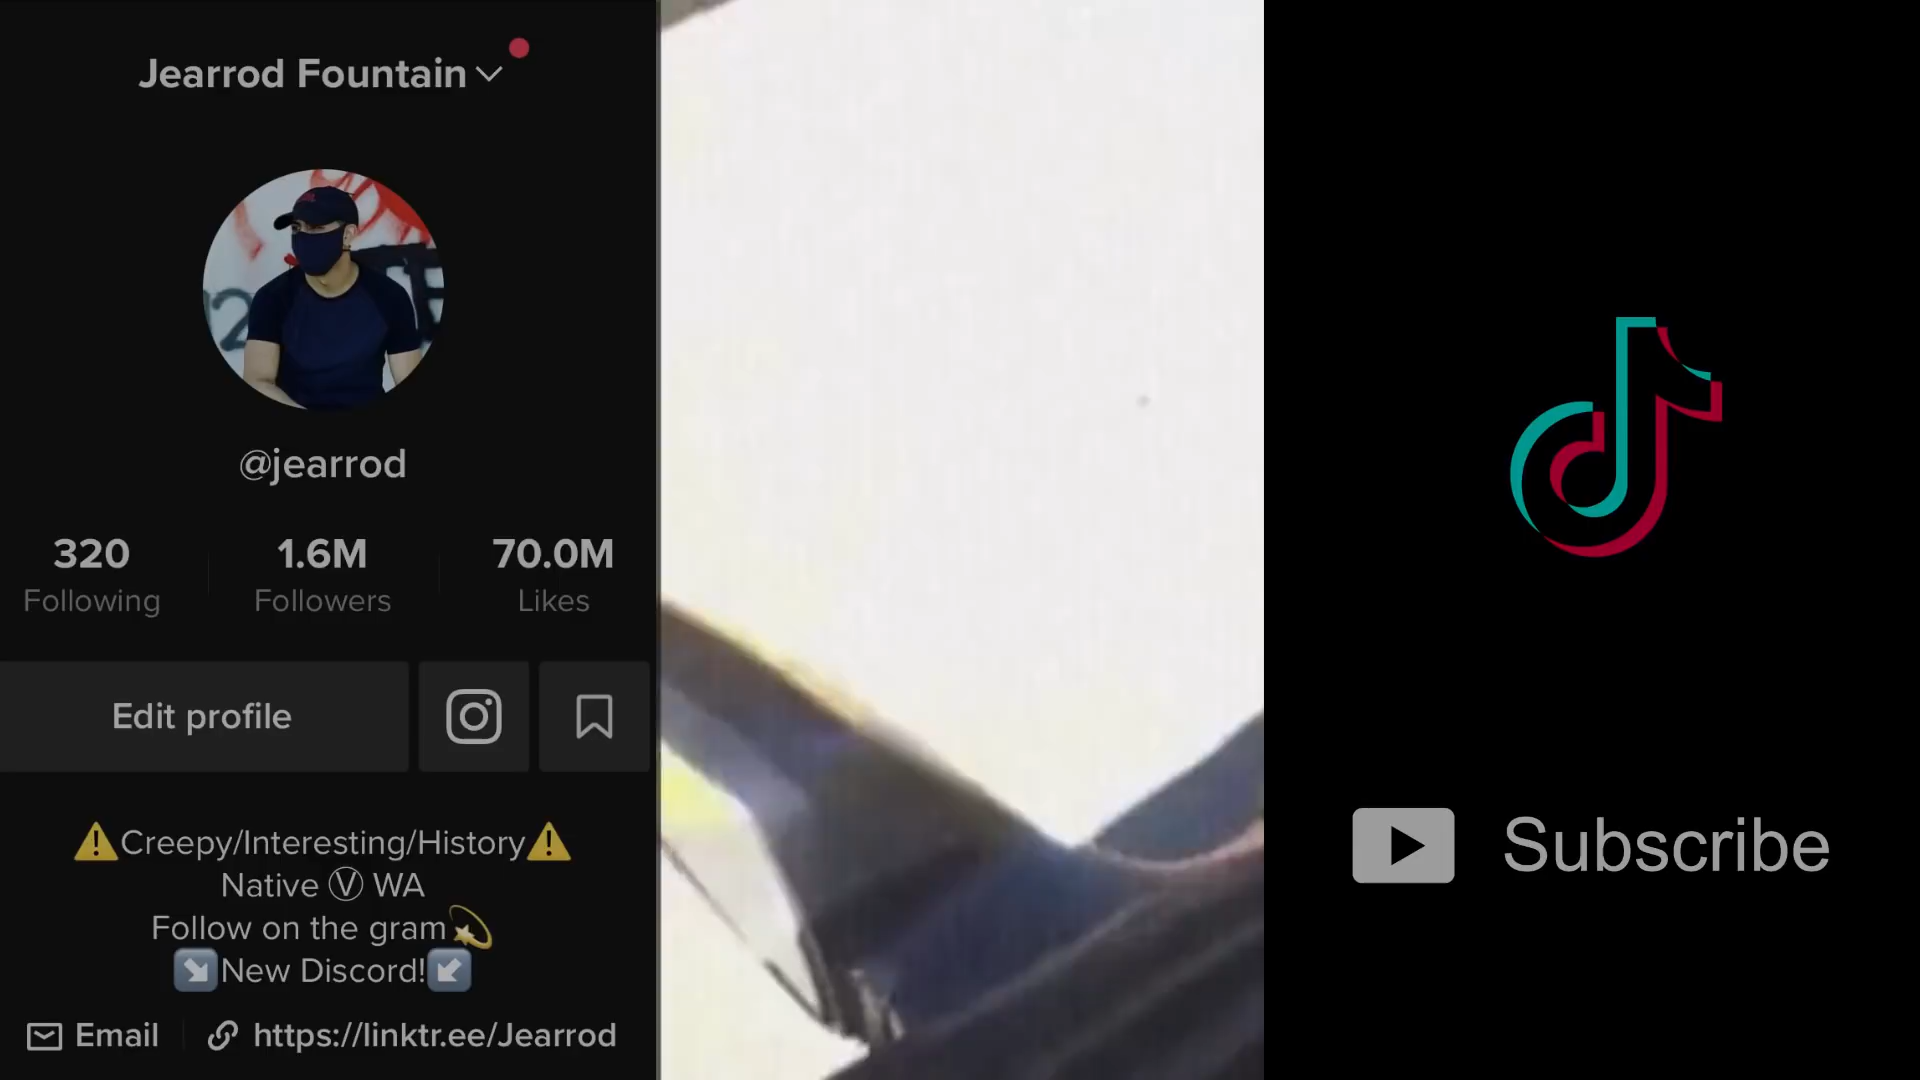 Jearrod Fountain
@jearrod
320 1.6M 70.0M
Following Followers Likes
Edit profile
⚠️Creepy/Interesting/History⚠️
Native Ⓥ WA
Follow on the gram💫
↘️New Discord!↙️
Email https://linktr.ee/Jearrod
Subscribe